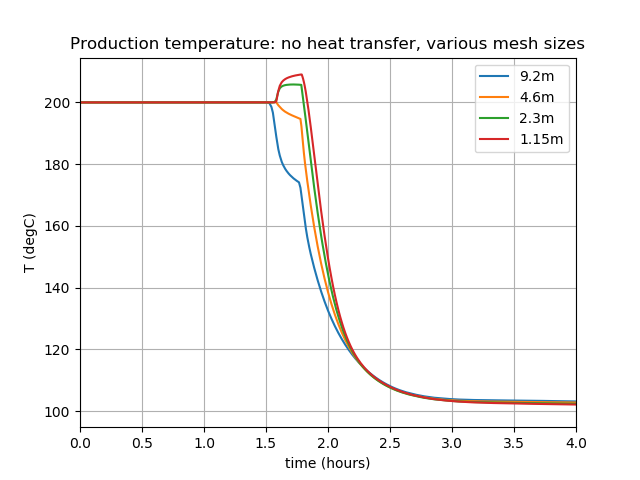 Production temperature: no heat transfer, various mesh sizes
9.2m
4.6m
2.3m
1.15m
T (degC)
200
180
160
140
120
100
0.0 0.5 1.0 1.5 2.0 2.5 3.0 3.5 4.0
time (hours)